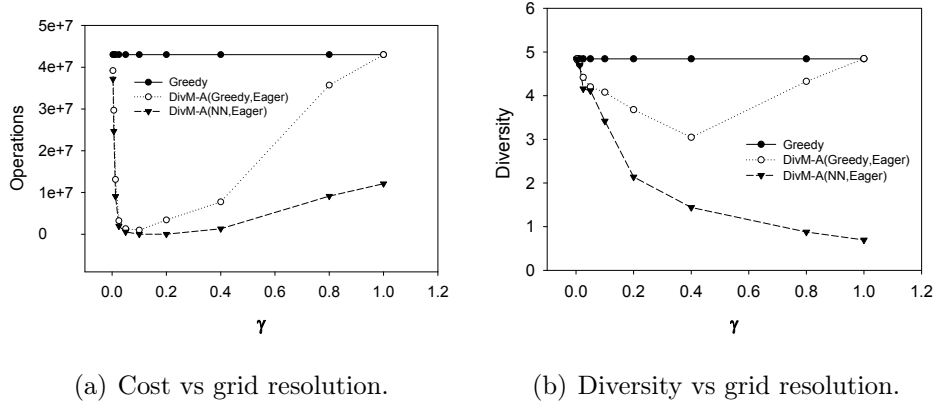 5e+7
4e+7
3e+7
2e+7
1e+7
0
Operations
Greedy
DivM-A(Greedy,Eager)
DivM-A(NN,Eager)
0.0 0.2 0.4 0.6 0.8 1.0 1.2
γ
(a) Cost vs grid resolution.
6
5
4
3
2
1
0
Diversity
Greedy
DivM-A(Greedy,Eager)
DivM-A(NN,Eager)
0.0 0.2 0.4 0.6 0.8 1.0 1.2
γ
(b) Diversity vs grid resolution.